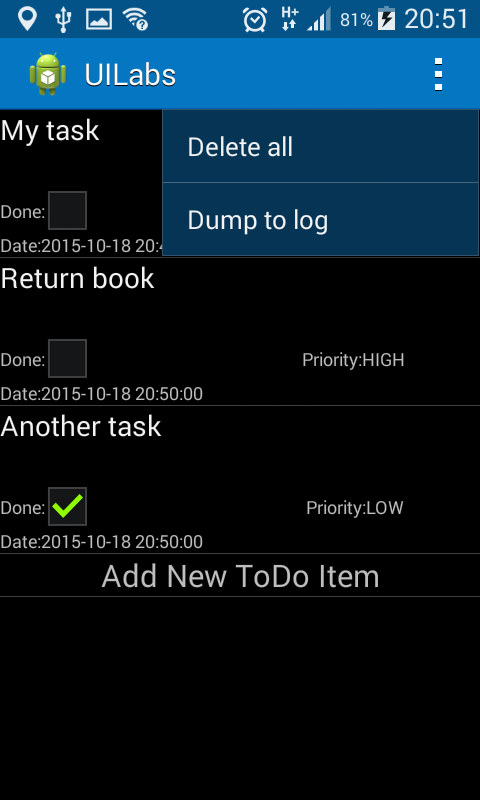 H+ 81% 20:51
UILabs
My task
Delete all
Dump to log
Done:
Date:2015-10-18 20:
Return book
Done: Priority:HIGH
Date:2015-10-18 20:50:00
Another task
Done: Priority:LOW
Date:2015-10-18 20:50:00
Add New ToDo Item